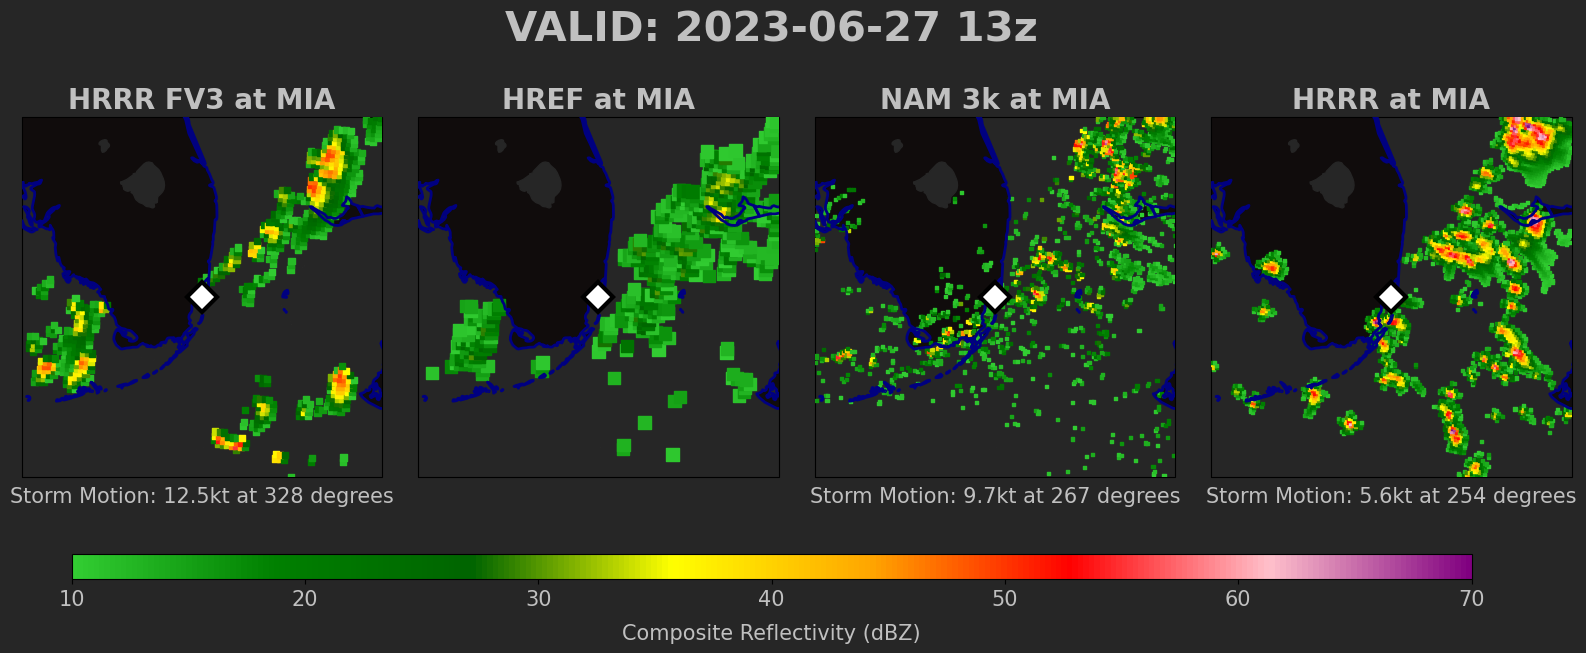 VALID: 2023-06-27 13z
HRRR FV3 at MIA
HREF at MIA
NAM 3k at MIA
HRRR at MIA
Storm Motion: 12.5kt at 328 degrees
Storm Motion: 9.7kt at 267 degrees
Storm Motion: 5.6kt at 254 degrees
10 20 30 40 50 60 70
Composite Reflectivity (dBZ)